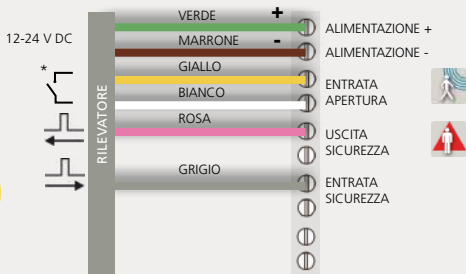 VERDE +
ALIMENTAZIONE +
12-24 V DC
MARRONE -
ALIMENTAZIONE -
GIALLO
*
ENTRATA
APERTURA
BIANCO
ROSA
USCITA
SICUREZZA
RILEVATORE
GRIGIO
ENTRATA
SICUREZZA